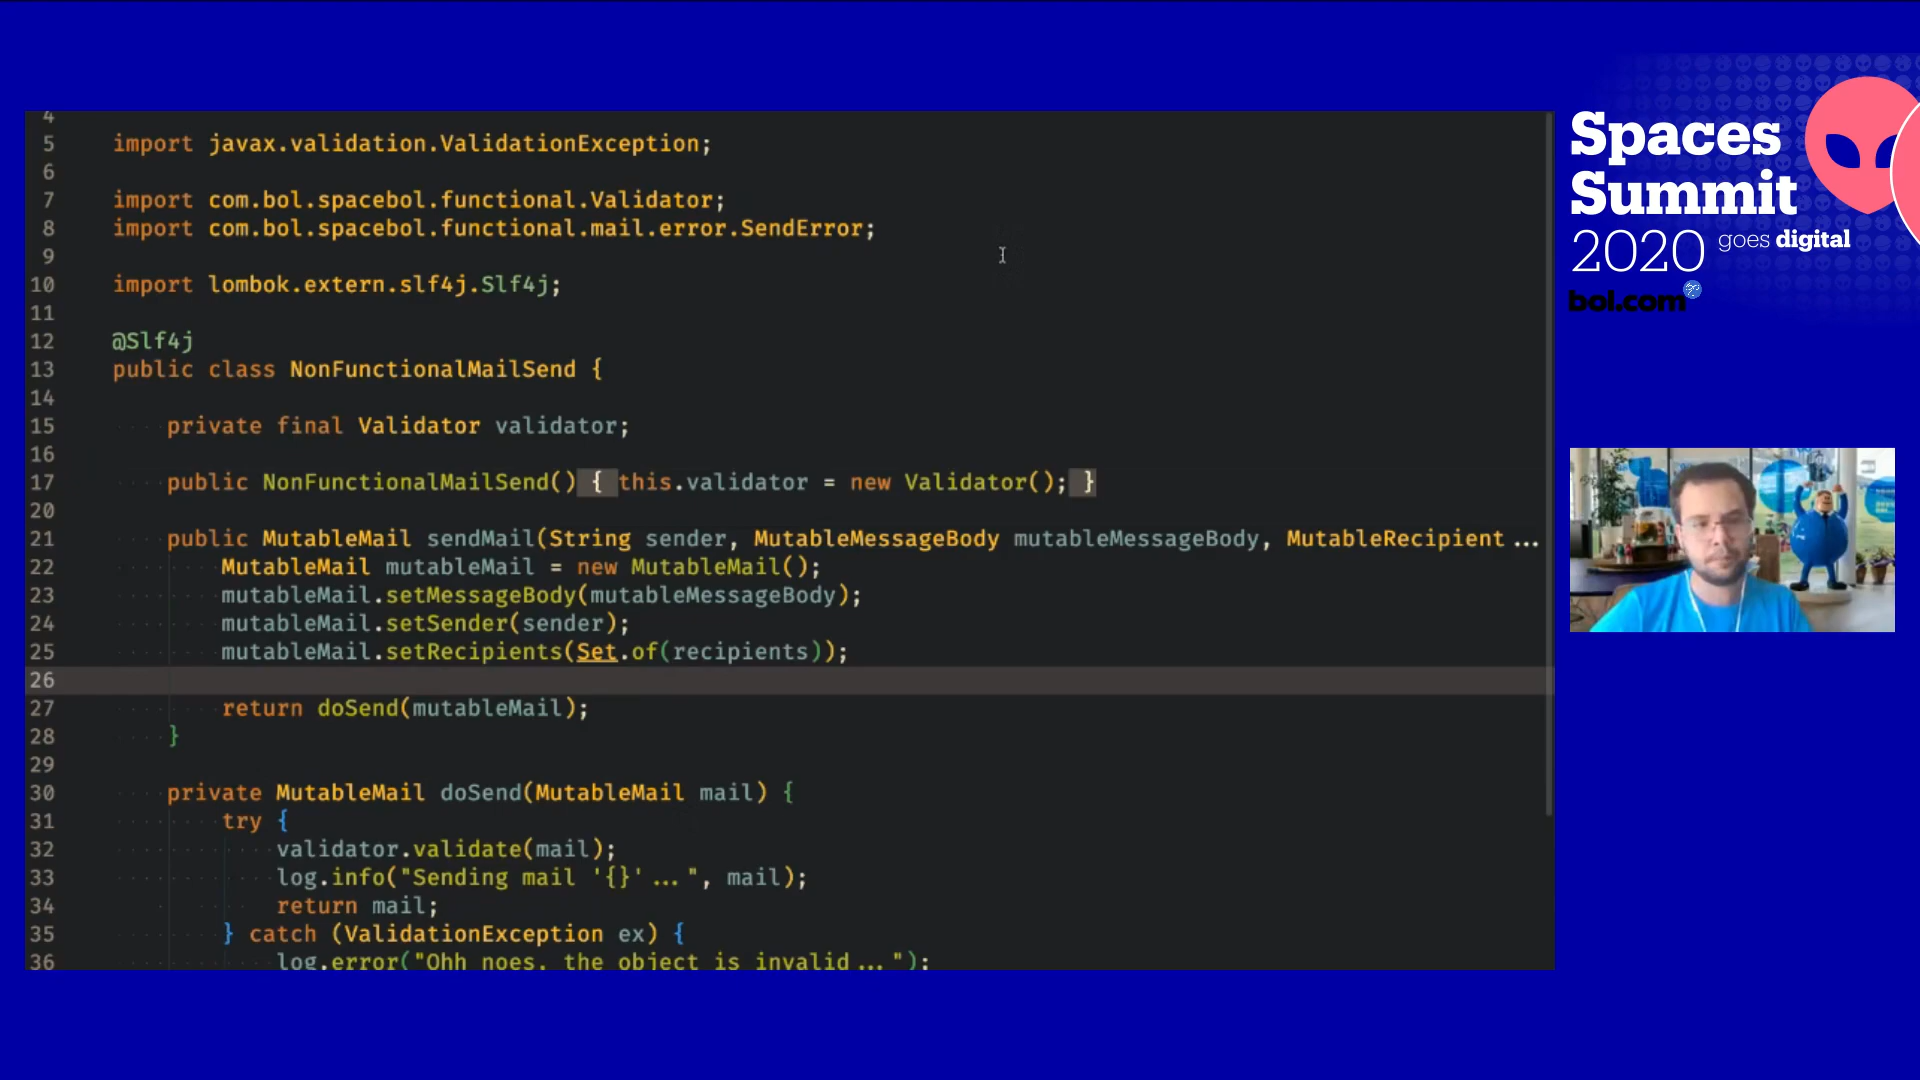 4
5 import javax.validation.ValidationException;
6
7 import com.bol.spacebol.functional.Validator;
8 import com.bol.spacebol.functional.mail.error.SendError;
9
10 import lombok.extern.slf4j.Slf4j;
11
12 @Slf4j
13 public class NonFunctionalMailSend {
14
15 private final Validator validator;
16
17 public NonFunctionalMailSend() { this.validator = new Validator(); }
20
21 public MutableMail sendMail(String sender, MutableMessageBody mutableMessageBody, MutableRecipient...
22 MutableMail mutableMail = new MutableMail();
23 mutableMail.setMessageBody(mutableMessageBody);
24 mutableMail.setSender(sender);
25 mutableMail.setRecipients(Set.of(recipients));
26
27 return doSend(mutableMail);
28 }
29
30 private MutableMail doSend(MutableMail mail) {
31 try {
32 validator.validate(mail);
33 log.info("Sending mail '{}'...", mail);
34 return mail;
35 } catch (ValidationException ex) {
36 log.error("Ohh noes, the object is invalid...");
Spaces
Summit
2020 goes digital
bol.com